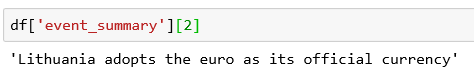 df['event_summary'][2]
'Lithuania adopts the euro as its official currency'